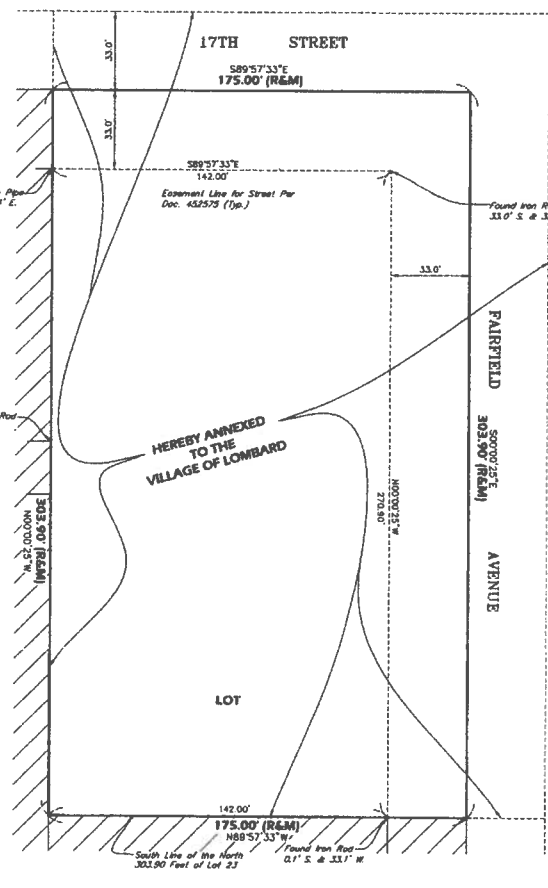 17TH STREET
33.0'
S89°57'33"E
175.00' (R&M)
33.0'
S89°57'33"E
142.00'
Easement Line for Street Per
Doc. 452575 (Typ.)
Pipe
' E.
Found Iron R
33.0' S. & 33
33.0'
FAIRFIELD AVENUE
S00°00'25"E
303.90' (R&M)
Rod
HEREBY ANNEXED
TO THE
VILLAGE OF LOMBARD
N00°00'25"W
270.90'
303.90' (R&M)
N00°00'25"W
LOT
142.00'
175.00' (R&M)
N89°57'33"W
South Line of the North
303.90 Feet of Lot 23
Found Iron Rod
0.1' S. & 33.1' W.